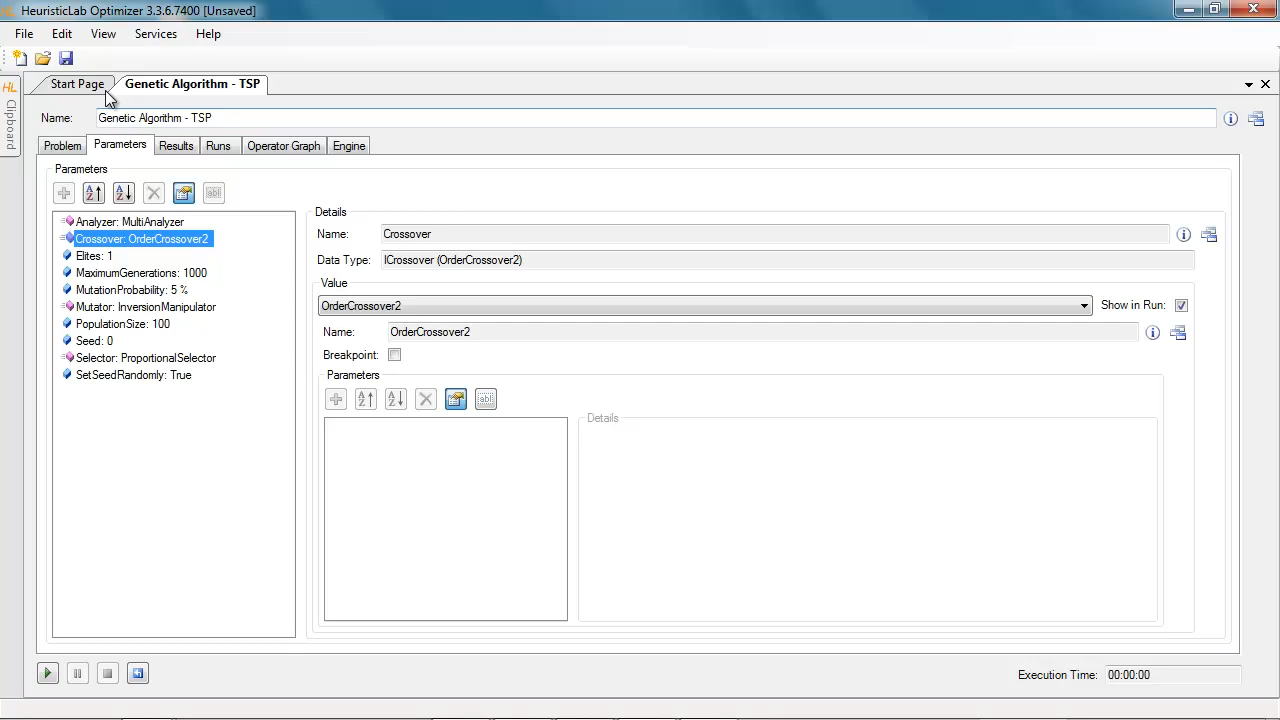 HeuristicLab Optimizer 3.3.6.7400 [Unsaved]
File Edit View Services Help
Start Page Genetic Algorithm - TSP
HL
Clipboard
Name: Genetic Algorithm - TSP
Problem Parameters Results Runs Operator Graph Engine
Parameters
Analyzer: MultiAnalyzer
Crossover: OrderCrossover2
Elites: 1
MaximumGenerations: 1000
MutationProbability: 5 %
Mutator: InversionManipulator
PopulationSize: 100
Seed: 0
Selector: ProportionalSelector
SetSeedRandomly: True
Details
Name: Crossover
Data Type: ICrossover (OrderCrossover2)
Value
OrderCrossover2 Show in Run:
Name: OrderCrossover2
Breakpoint:
Parameters
Details
Execution Time: 00:00:00